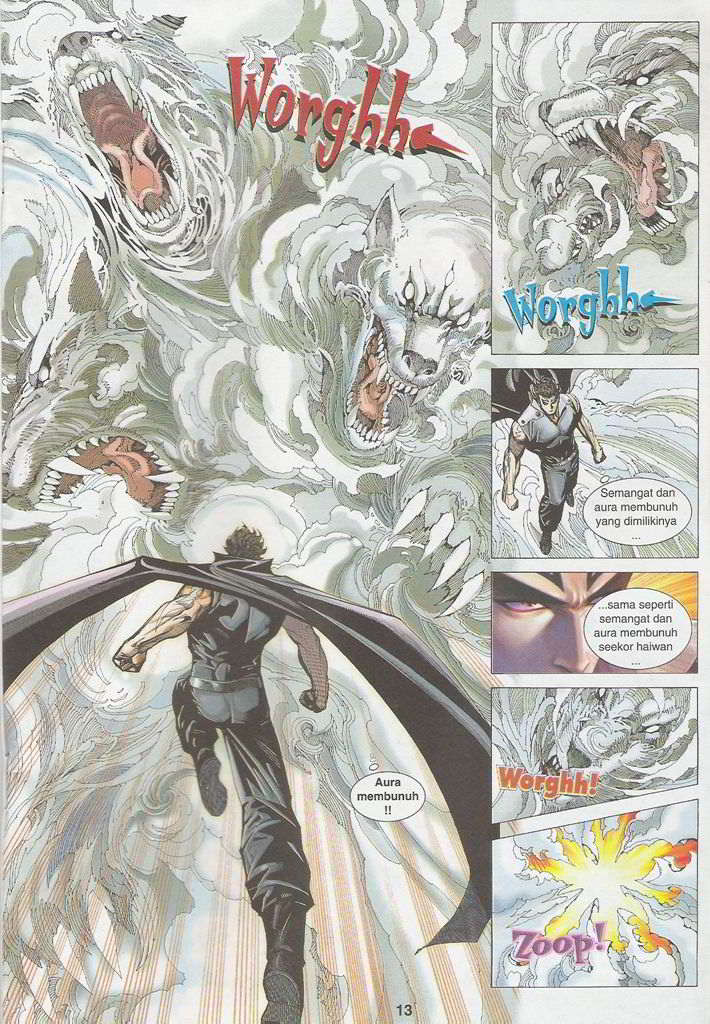 Worghh
Aura
membunuh
!!
Worghh
Semangat dan
aura membunuh
yang dimilikinya
...
...sama seperti
semangat dan
aura membunuh
seekor haiwan
...
Worghh!
Zoop!
13